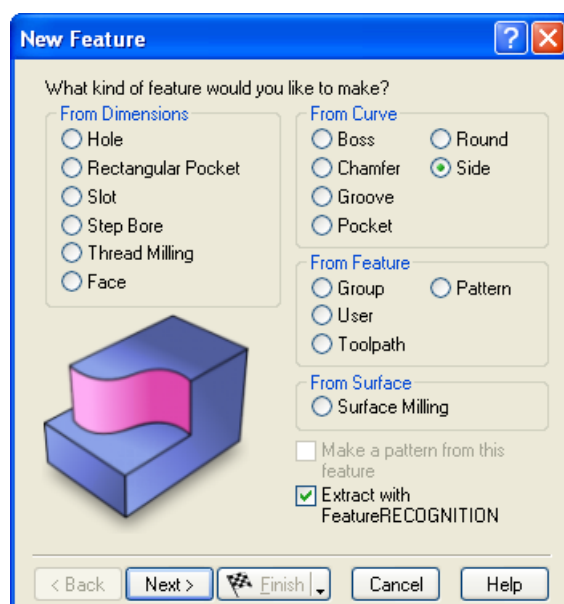 New Feature
What kind of feature would you like to make?
From Dimensions
Hole
Rectangular Pocket
Slot
Step Bore
Thread Milling
Face
From Curve
Boss
Round
Chamfer
Side
Groove
Pocket
From Feature
Group
Pattern
User
Toolpath
From Surface
Surface Milling
Make a pattern from this
feature
Extract with
FeatureRECOGNITION
< Back
Next >
Finish
Cancel
Help